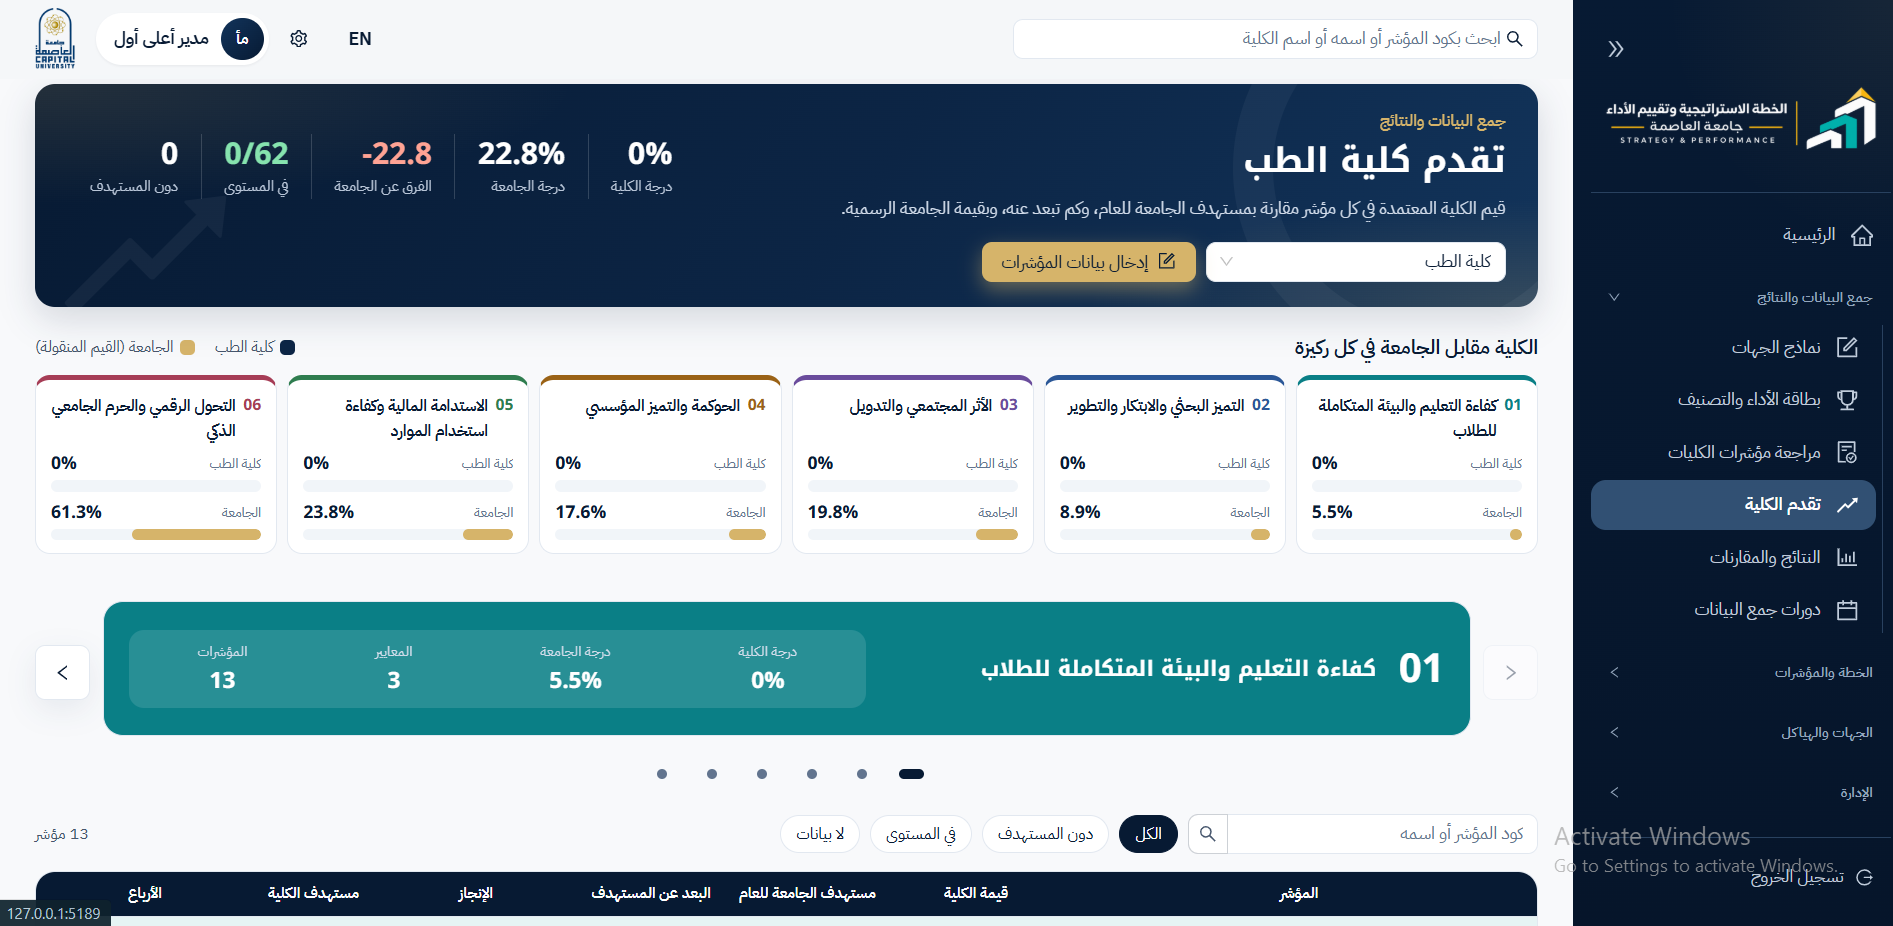 الخطة الاستراتيجية وتقييم الأداء
جامعة العاصمة
STRATEGY & PERFORMANCE
الرئيسية
جمع البيانات والنتائج
نماذج الجهات
بطاقة الأداء والتصنيف
مراجعة مؤشرات الكليات
تقدم الكلية
النتائج والمقارنات
دورات جمع البيانات
الخطة والمؤشرات
الجهات والهياكل
الإدارة
تسجيل الخروج
Activate Windows
Go to Settings to activate Windows.
ابحث بكود المؤشر أو اسمه أو اسم الكلية
EN
مأ
مدير أعلى أول
جامعة
العاصمة
CAPITAL
UNIVERSITY
جمع البيانات والنتائج
تقدم كلية الطب
قيم الكلية المعتمدة في كل مؤشر مقارنة بمستهدف الجامعة للعام، وكم تبعد عنه، وبقيمة الجامعة الرسمية.
كلية الطب
إدخال بيانات المؤشرات
0%
درجة الكلية
22.8%
درجة الجامعة
-22.8
الفرق عن الجامعة
0/62
في المستوى
0
دون المستهدف
الكلية مقابل الجامعة في كل ركيزة
كلية الطب
الجامعة (القيم المنقولة)
01 كفاءة التعليم والبيئة المتكاملة
للطلاب
كلية الطب 0%
الجامعة 5.5%
02 التميز البحثي والابتكار والتطوير
كلية الطب 0%
الجامعة 8.9%
03 الأثر المجتمعي والتدويل
كلية الطب 0%
الجامعة 19.8%
04 الحوكمة والتميز المؤسسي
كلية الطب 0%
الجامعة 17.6%
05 الاستدامة المالية وكفاءة
استخدام الموارد
كلية الطب 0%
الجامعة 23.8%
06 التحول الرقمي والحرم الجامعي
الذكي
كلية الطب 0%
الجامعة 61.3%
01 كفاءة التعليم والبيئة المتكاملة للطلاب
درجة الكلية
0%
درجة الجامعة
5.5%
المعايير
3
المؤشرات
13
كود المؤشر أو اسمه
الكل
دون المستهدف
في المستوى
لا بيانات
13 مؤشر
المؤشر قيمة الكلية مستهدف الجامعة للعام البعد عن المستهدف الإنجاز مستهدف الكلية الأرباع
127.0.0.1:5189